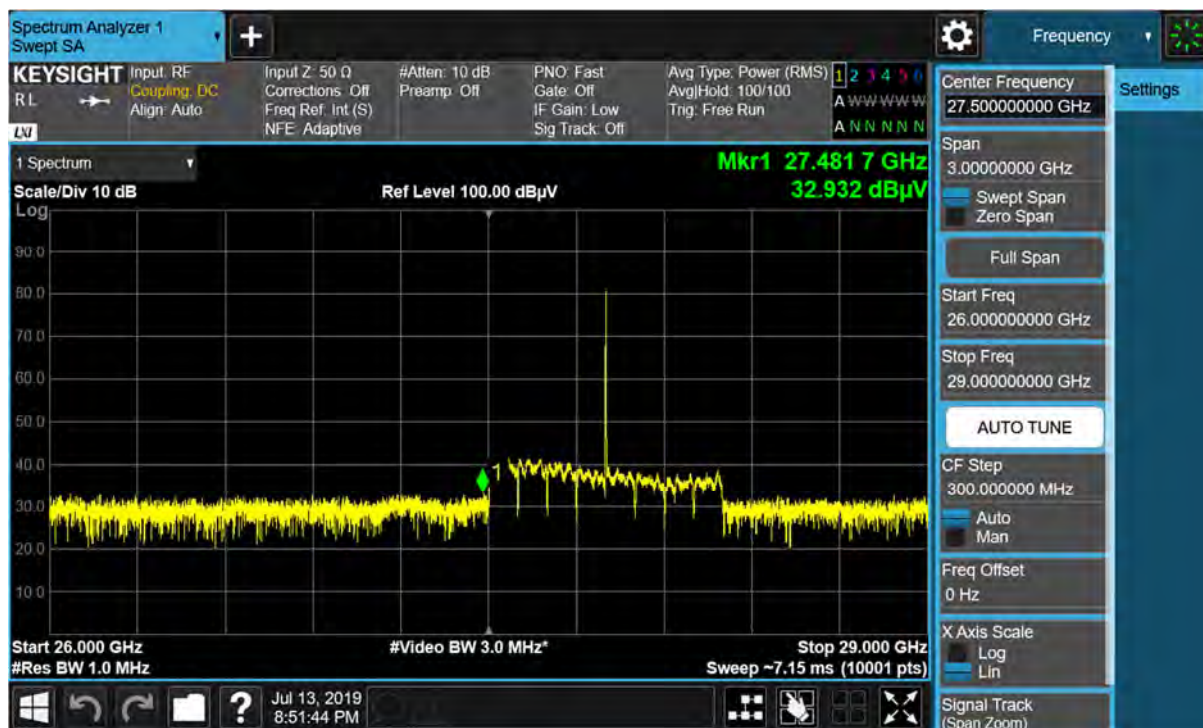 Spectrum Analyzer 1
Swept SA
Frequency
KEYSIGHT
RL
LXI
Input: RF
Coupling: DC
Align: Auto
Input Z: 50 Ω
Corrections: Off
Freq Ref: Int (S)
NFE: Adaptive
#Atten: 10 dB
Preamp: Off
PNO: Fast
Gate: Off
IF Gain: Low
Sig Track: Off
Avg Type: Power (RMS)
Avg|Hold: 100/100
Trig: Free Run
1 2 3 4 5 6
A W W W W W
A N N N N N
Center Frequency
27.500000000 GHz
Settings
Span
3.00000000 GHz
Swept Span
Zero Span
Full Span
Start Freq
26.000000000 GHz
Stop Freq
29.000000000 GHz
AUTO TUNE
CF Step
300.000000 MHz
Auto
Man
Freq Offset
0 Hz
X Axis Scale
Log
Lin
Signal Track
(Span Zoom)
1 Spectrum
Mkr1 27.481 7 GHz
Scale/Div 10 dB
Ref Level 100.00 dBµV
32.932 dBµV
Log
90.0
80.0
70.0
60.0
50.0
40.0
30.0
20.0
10.0
1
Start 26.000 GHz
#Video BW 3.0 MHz*
Stop 29.000 GHz
#Res BW 1.0 MHz
Sweep ~7.15 ms (10001 pts)
?
Jul 13, 2019
8:51:44 PM